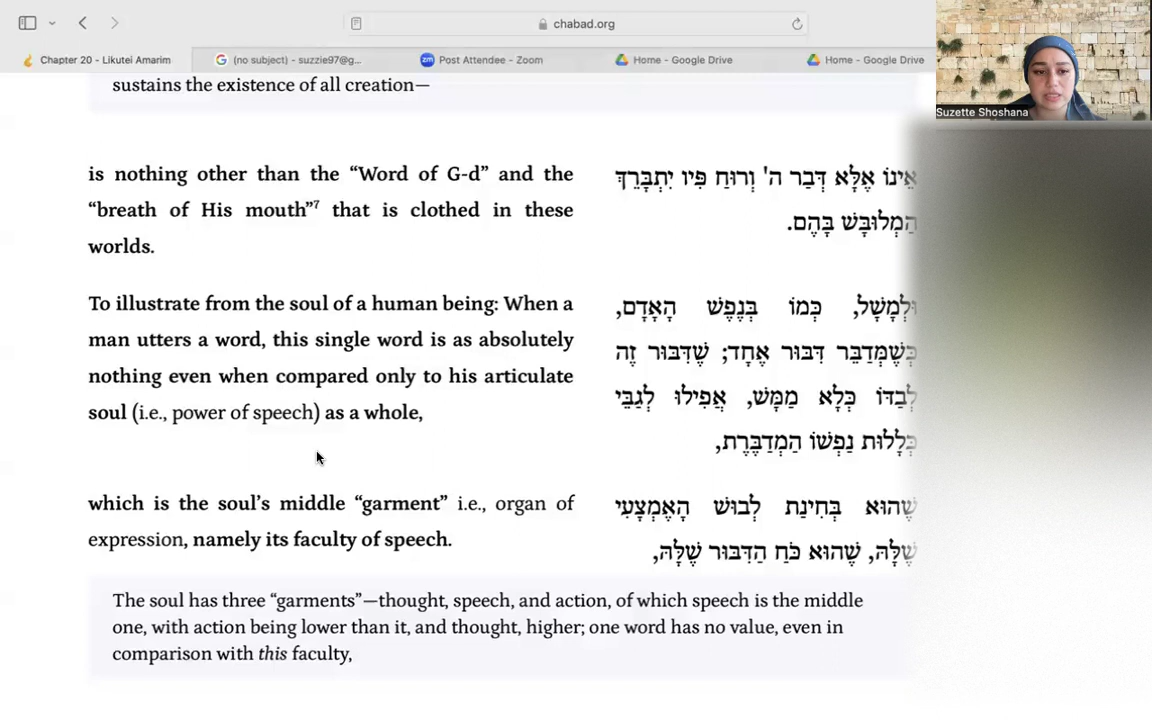 chabad.org
Chapter 20 - Likutei Amarim
(no subject) - suzzie97@g...
Post Attendee - Zoom
Home - Google Drive
Home - Google Drive
Suzette Shoshana
sustains the existence of all creation—
is nothing other than the “Word of G-d” and the
“breath of His mouth”7 that is clothed in these
worlds.
אֵינוֹ אֶלָּא דְּבַר ה' וְרוּחַ פִּיו יִתְבָּרֵךְ
הַמְלוּבָּשׁ בָּהֶם.
To illustrate from the soul of a human being: When a
man utters a word, this single word is as absolutely
nothing even when compared only to his articulate
soul (i.e., power of speech) as a whole,
וּלְמָשָׁל, כְּמוֹ בְּנֶפֶשׁ הָאָדָם,
כְּשֶׁמְּדַבֵּר דִּבּוּר אֶחָד; שֶׁדִּבּוּר זֶה
לְבַדּוֹ כְּלָא מַמָּשׁ, אֲפִילוּ לְגַבֵּי
כְּלָלוּת נַפְשׁוֹ הַמְדַבֶּרֶת,
which is the soul’s middle “garment” i.e., organ of
expression, namely its faculty of speech.
שֶׁהוּא בְּחִינַת לְבוּשׁ הָאֶמְצָעִי
שֶׁלָּהּ, שֶׁהוּא כֹּחַ הַדִּבּוּר שֶׁלָּהּ,
The soul has three “garments”—thought, speech, and action, of which speech is the middle
one, with action being lower than it, and thought, higher; one word has no value, even in
comparison with this faculty,